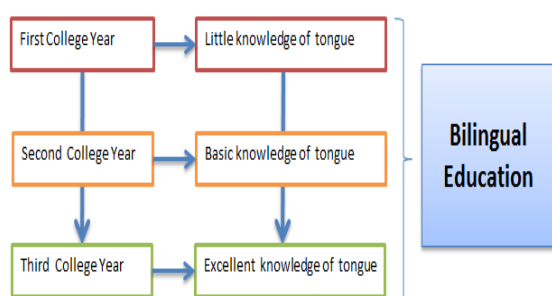 First College Year
Little knowledge of tongue
Second College Year
Basic knowledge of tongue
Third College Year
Excellent knowledge of tongue
Bilingual
Education